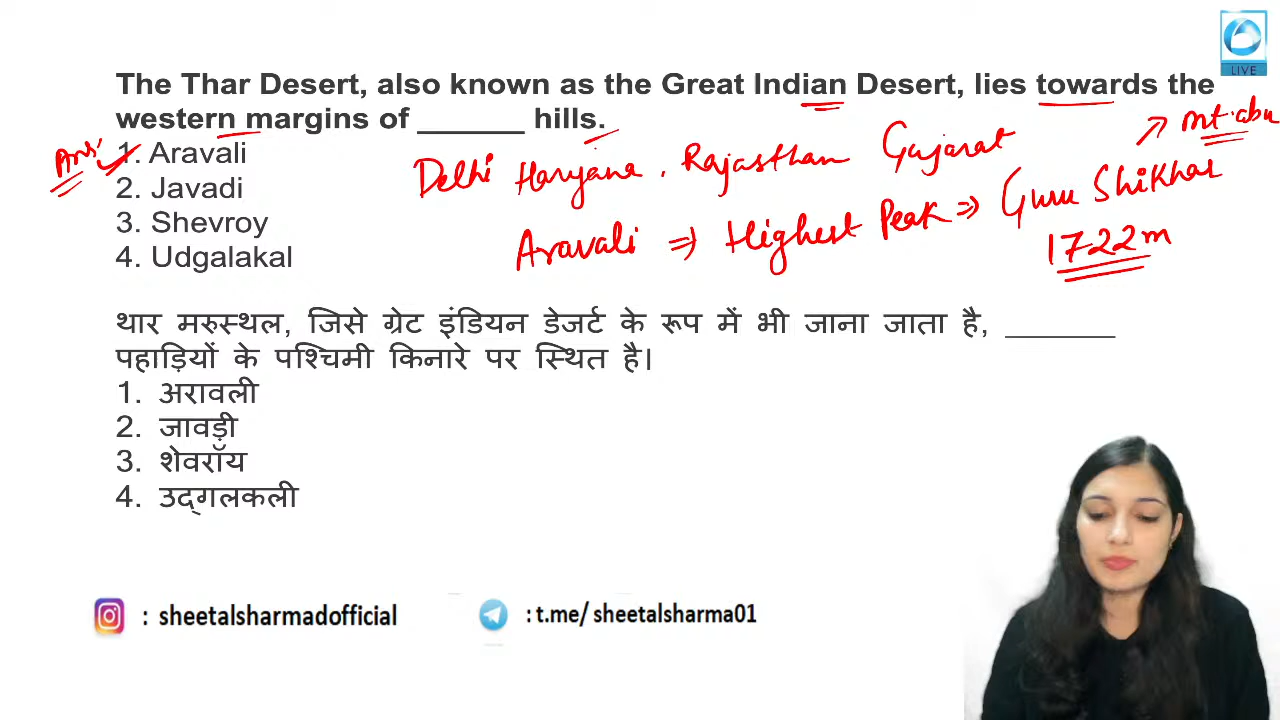 LIVE
The Thar Desert, also known as the Great Indian Desert, lies towards the
western margins of ______ hills.
Ans:
1. Aravali
2. Javadi
3. Shevroy
4. Udgalakal
Delhi Haryana. Rajasthan Gujarat
mt.abu
Aravali ⇒ Highest Peak ⇒ Guru Shikhar
1722m
थार मरुस्थल, जिसे ग्रेट इंडियन डेजर्ट के रूप में भी जाना जाता है, ______
पहाड़ियों के पश्चिमी किनारे पर स्थित है।
1. अरावली
2. जावड़ी
3. शेवरॉय
4. उद्गलकली
: sheetalsharmadofficial
: t.me/ sheetalsharma01